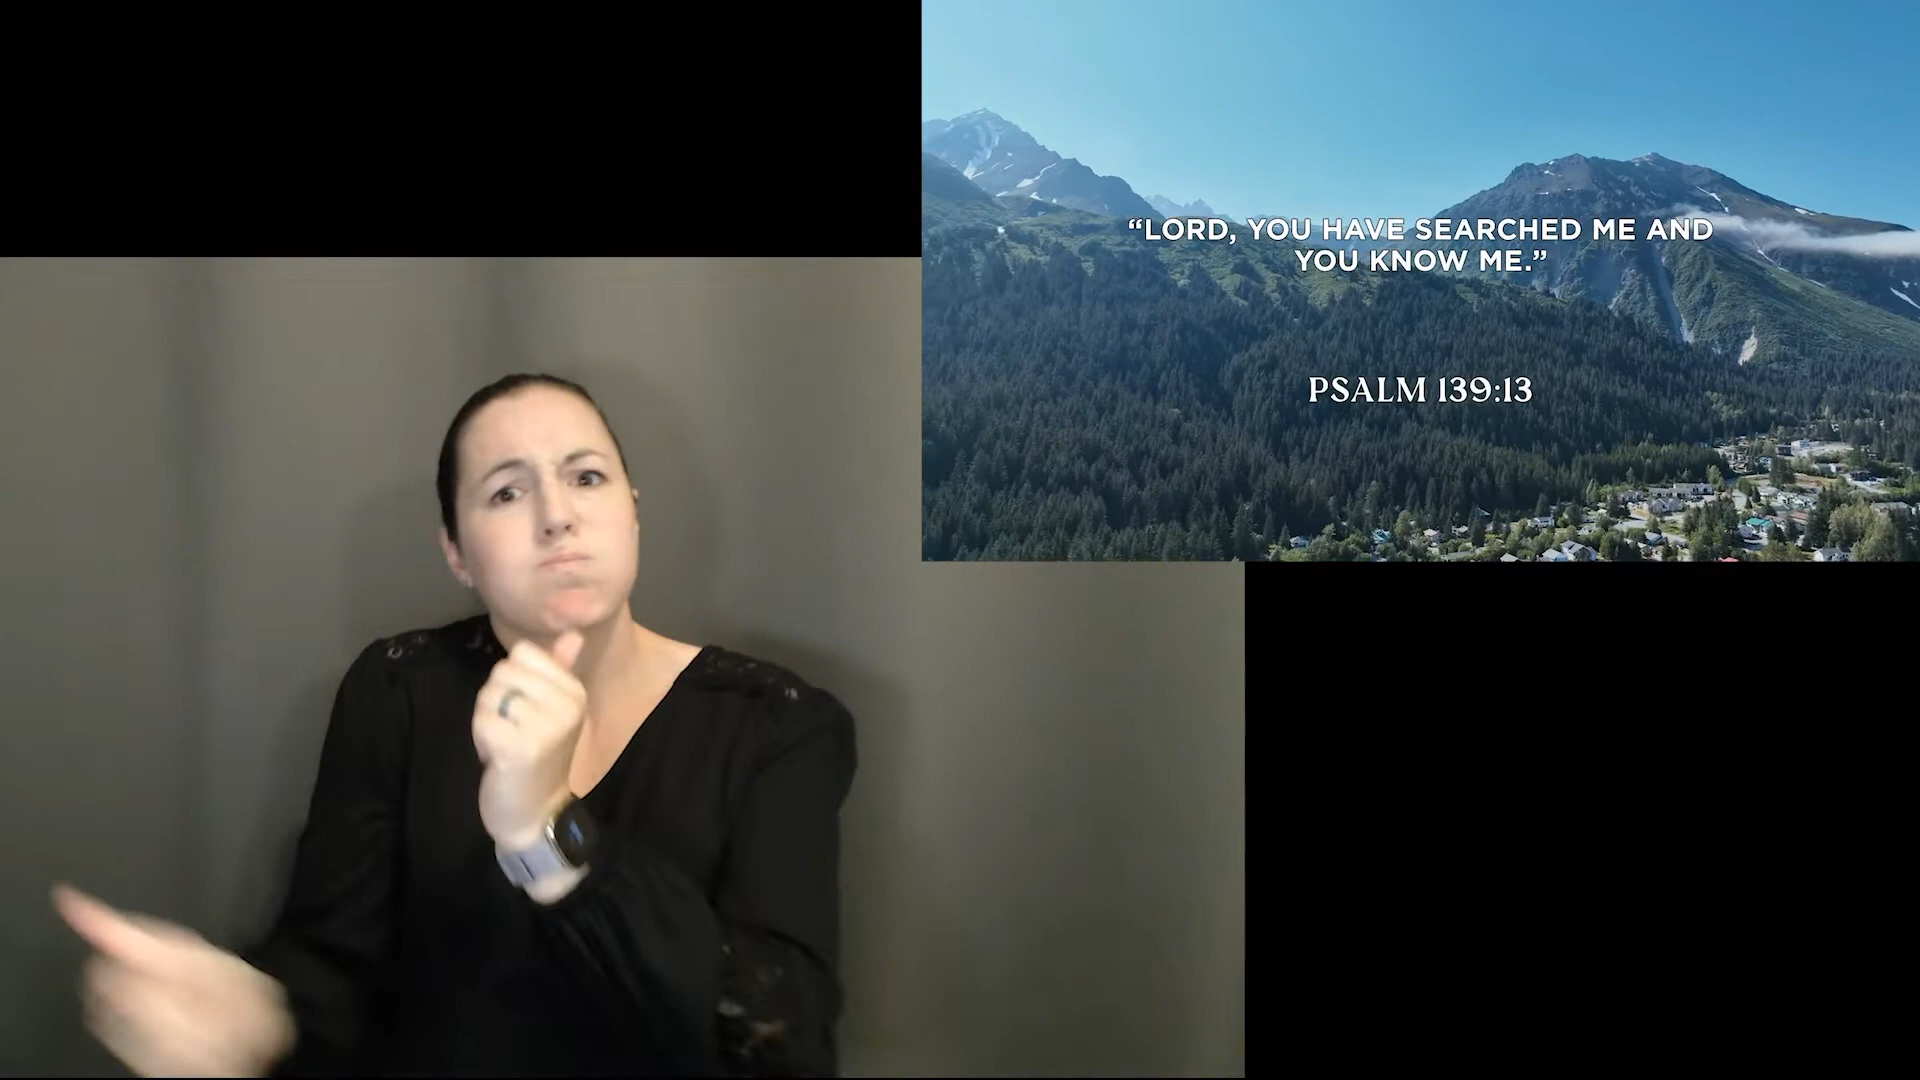 “LORD, YOU HAVE SEARCHED ME AND
YOU KNOW ME.”
PSALM 139:13